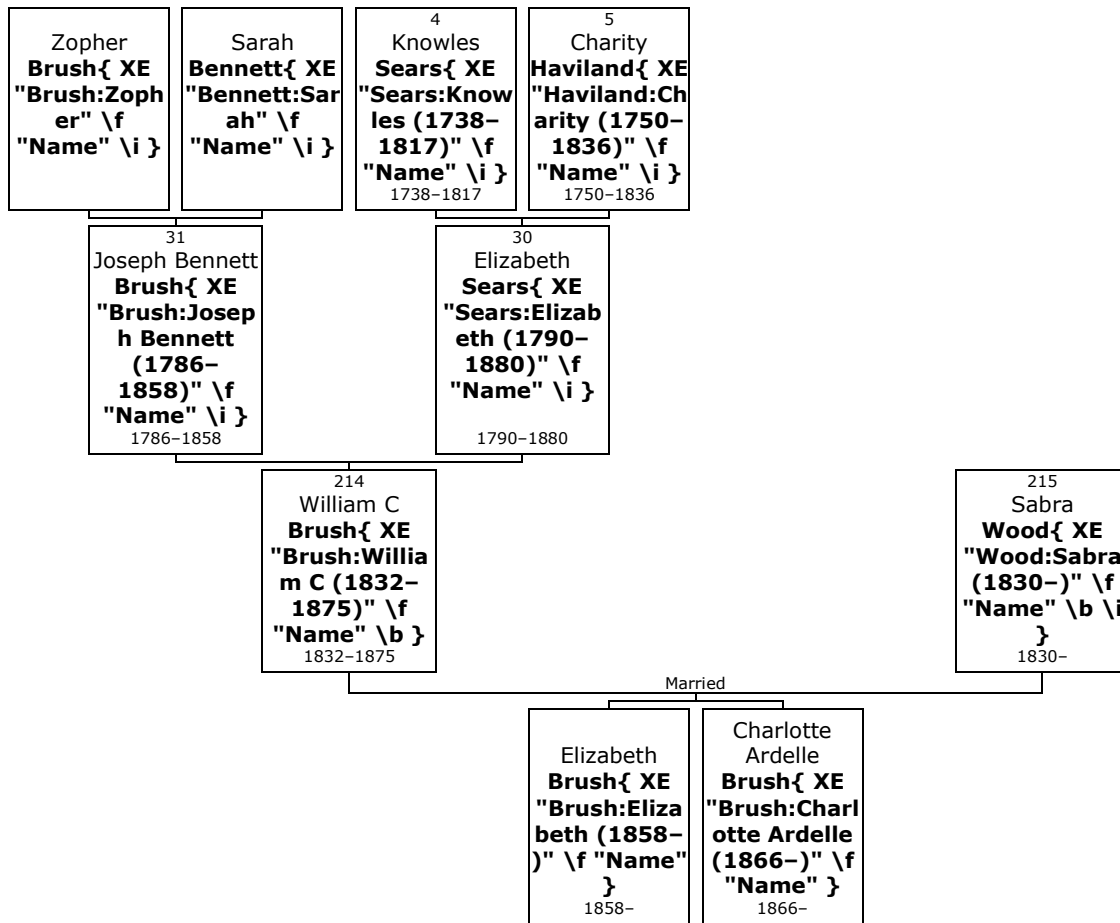 Zopher
Brush{ XE
"Brush:Zoph
er" \f
"Name" \i }
Sarah
Bennett{ XE
"Bennett:Sar
ah" \f
"Name" \i }
4
Knowles
Sears{ XE
"Sears:Know
les (1738–
1817)" \f
"Name" \i }
1738–1817
5
Charity
Haviland{ XE
"Haviland:Ch
arity (1750–
1836)" \f
"Name" \i }
1750–1836
31
Joseph Bennett
Brush{ XE
"Brush:Josep
h Bennett
(1786–
1858)" \f
"Name" \i }
1786–1858
30
Elizabeth
Sears{ XE
"Sears:Elizab
eth (1790–
1880)" \f
"Name" \i }
1790–1880
214
William C
Brush{ XE
"Brush:Willia
m C (1832–
1875)" \f
"Name" \b }
1832–1875
215
Sabra
Wood{ XE
"Wood:Sabra
(1830–)" \f
"Name" \b \i
}
1830–
Married
Elizabeth
Brush{ XE
"Brush:Eliza
beth (1858–
)" \f "Name"
}
1858–
Charlotte
Ardelle
Brush{ XE
"Brush:Charl
otte Ardelle
(1866–)" \f
"Name" }
1866–